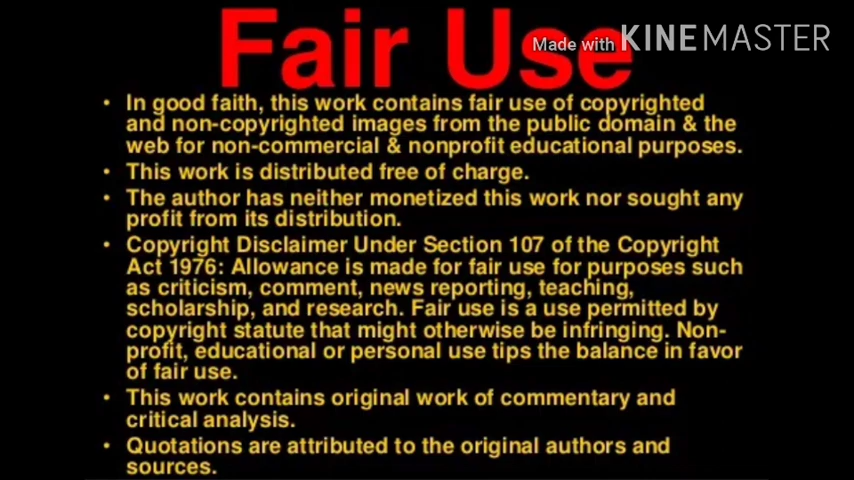 Fair Use
Made with KINEMASTER
• In good faith, this work contains fair use of copyrighted
and non-copyrighted images from the public domain & the
web for non-commercial & nonprofit educational purposes.
• This work is distributed free of charge.
• The author has neither monetized this work nor sought any
profit from its distribution.
• Copyright Disclaimer Under Section 107 of the Copyright
Act 1976: Allowance is made for fair use for purposes such
as criticism, comment, news reporting, teaching,
scholarship, and research. Fair use is a use permitted by
copyright statute that might otherwise be infringing. Non-
profit, educational or personal use tips the balance in favor
of fair use.
• This work contains original work of commentary and
critical analysis.
• Quotations are attributed to the original authors and
sources.